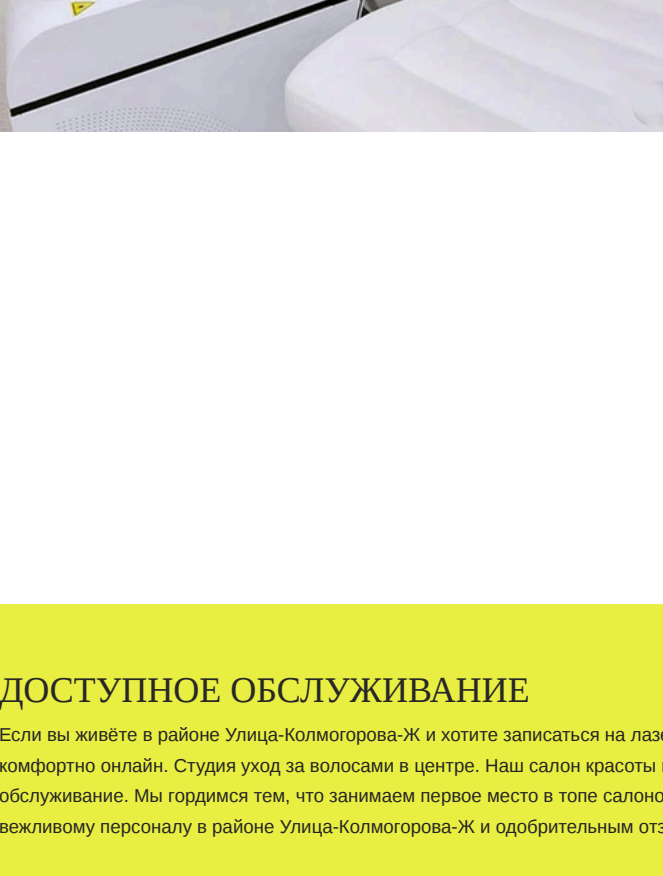 ДОСТУПНОЕ ОБСЛУЖИВАНИЕ
Если вы живёте в районе Улица-Колмогорова-Ж и хотите записаться на
комфортно онлайн. Студия уход за волосами в центре. Наш салон красоты
обслуживание. Мы гордимся тем, что занимаем первое место в топе
вежливому персоналу в районе Улица-Колмогорова-Ж и одобрительным